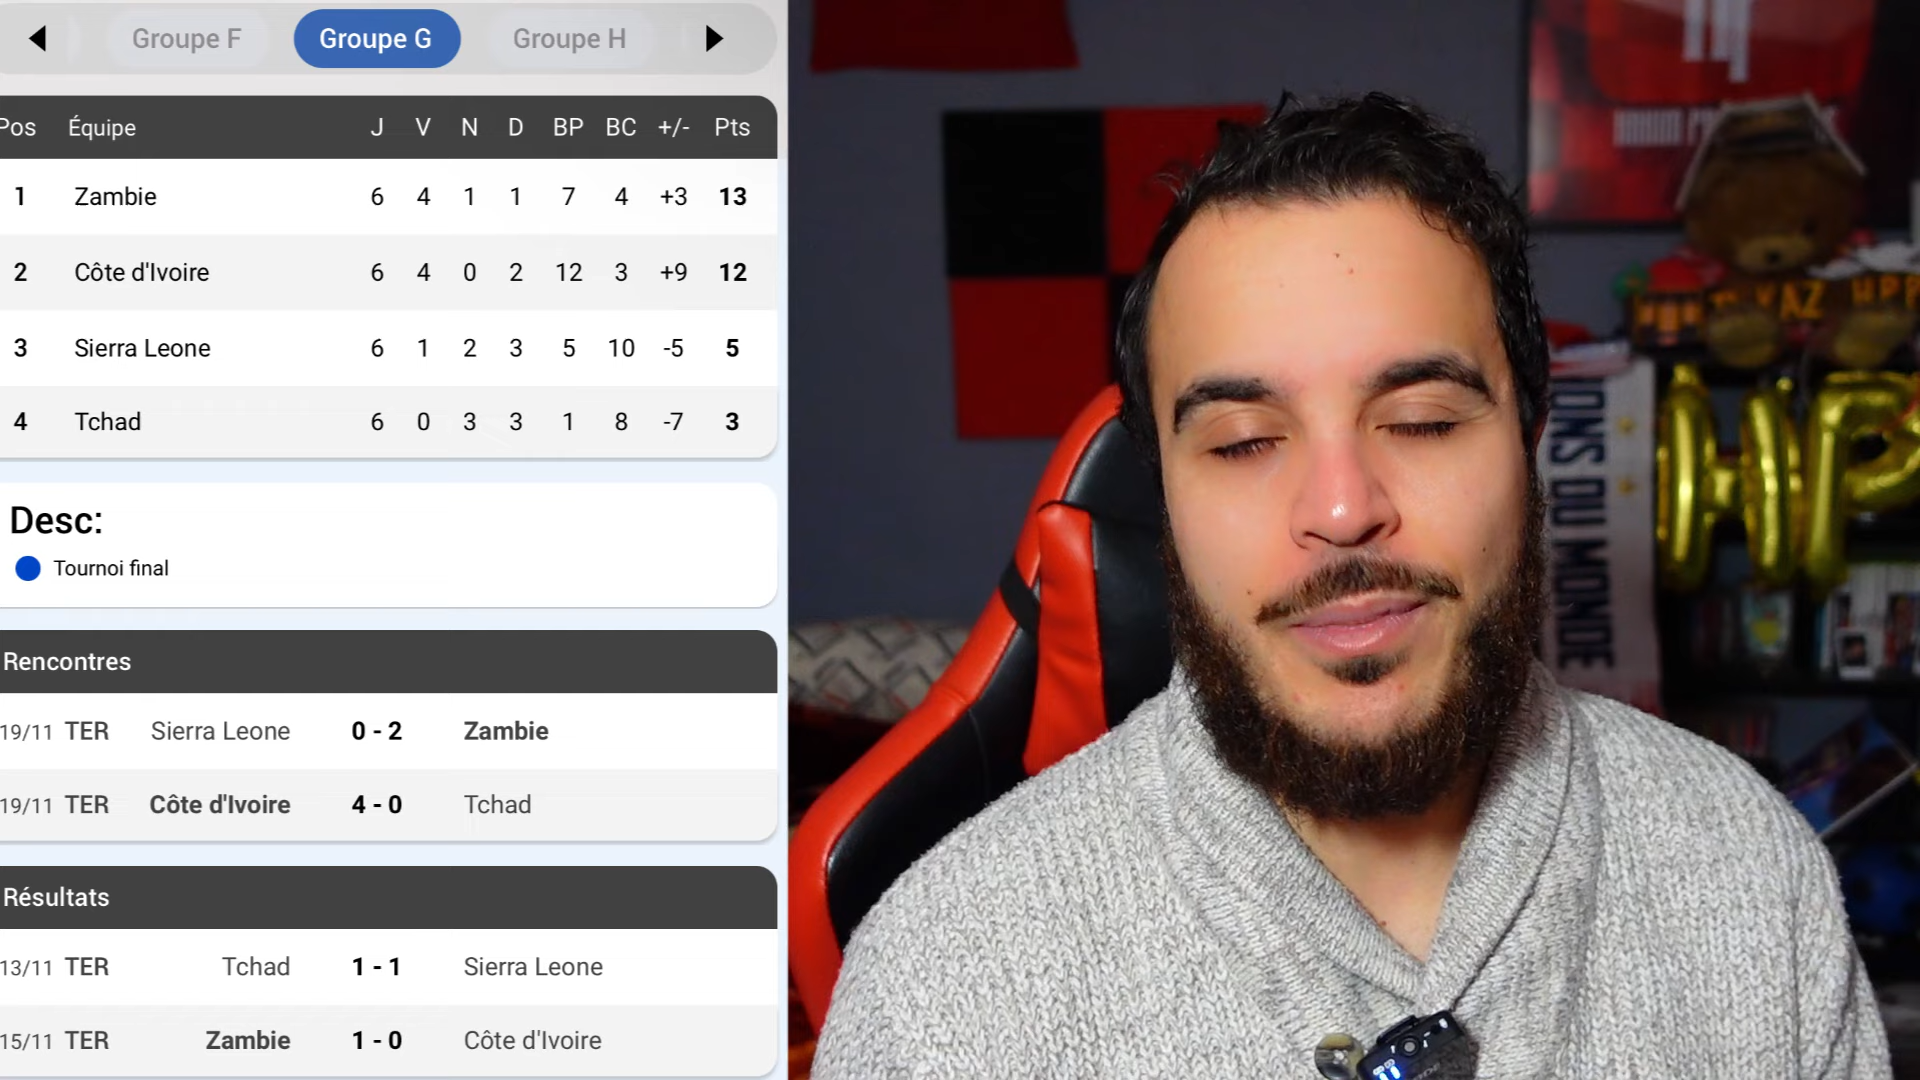 Groupe F Groupe G Groupe H
Pos Équipe J V N D BP BC +/- Pts
1 Zambie 6 4 1 1 7 4 +3 13
2 Côte d'Ivoire 6 4 0 2 12 3 +9 12
3 Sierra Leone 6 1 2 3 5 10 -5 5
4 Tchad 6 0 3 3 1 8 -7 3
Desc:
Tournoi final
Rencontres
19/11 TER Sierra Leone 0 - 2 Zambie
19/11 TER Côte d'Ivoire 4 - 0 Tchad
Résultats
13/11 TER Tchad 1 - 1 Sierra Leone
15/11 TER Zambie 1 - 0 Côte d'Ivoire
IONS DU MONDE
HP